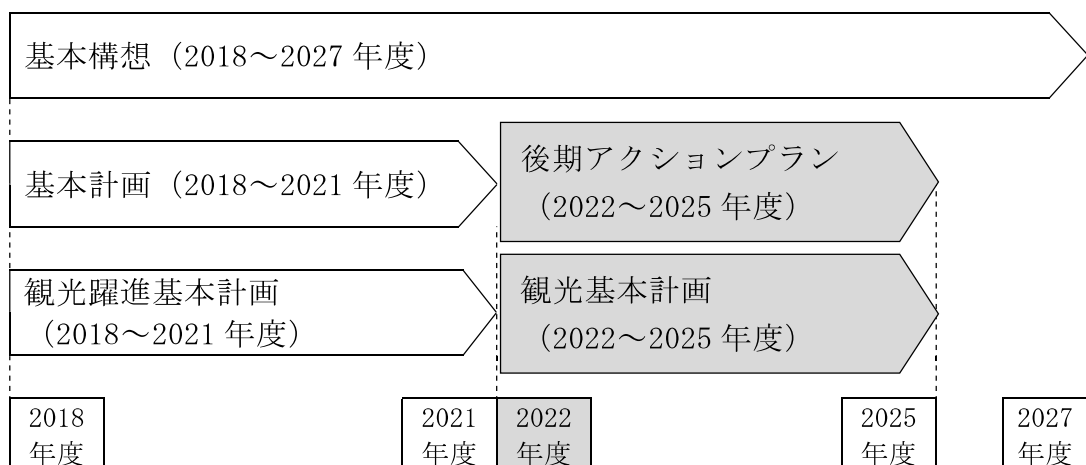 基本構想（2018～2027 年度）
基本計画（2018～2021 年度）
後期アクションプラン
（2022～2025 年度）
観光躍進基本計画
（2018～2021 年度）
観光基本計画
（2022～2025 年度）
2018
年度
2021
年度
2022
年度
2025
年度
2027
年度